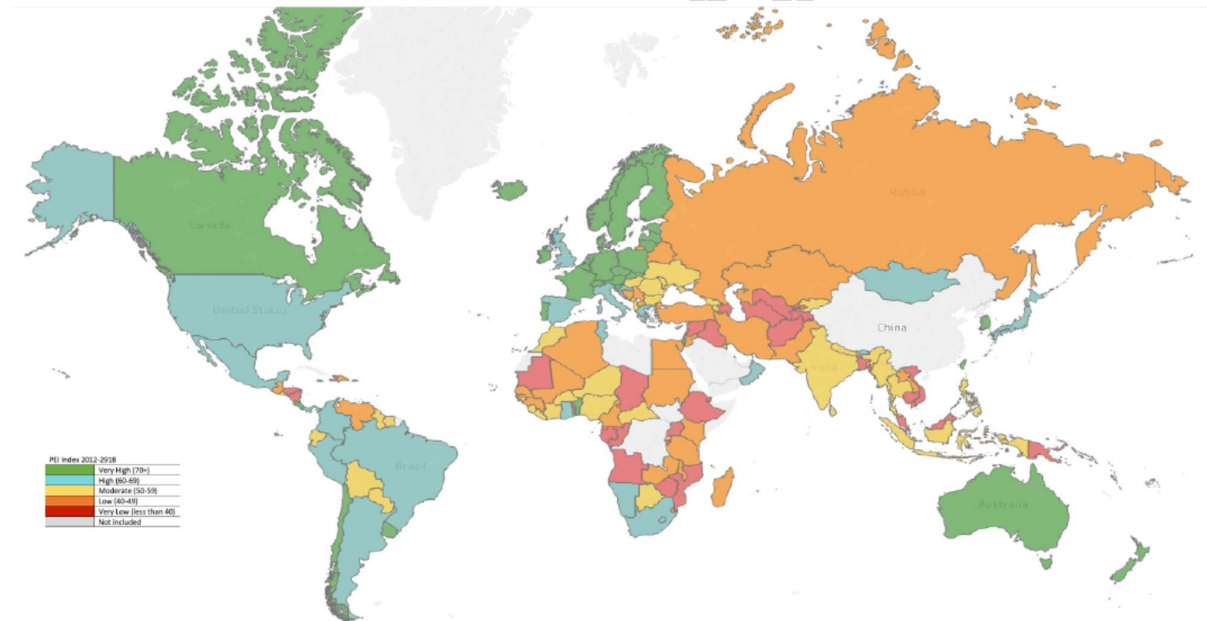 Russia
Canada
United States
China
India
Brazil
PEI Index 2012-2918
Very High (70+)
High (60-69)
Moderate (50-59)
Low (40-49)
Very Low (less than 40)
Not included
Australia